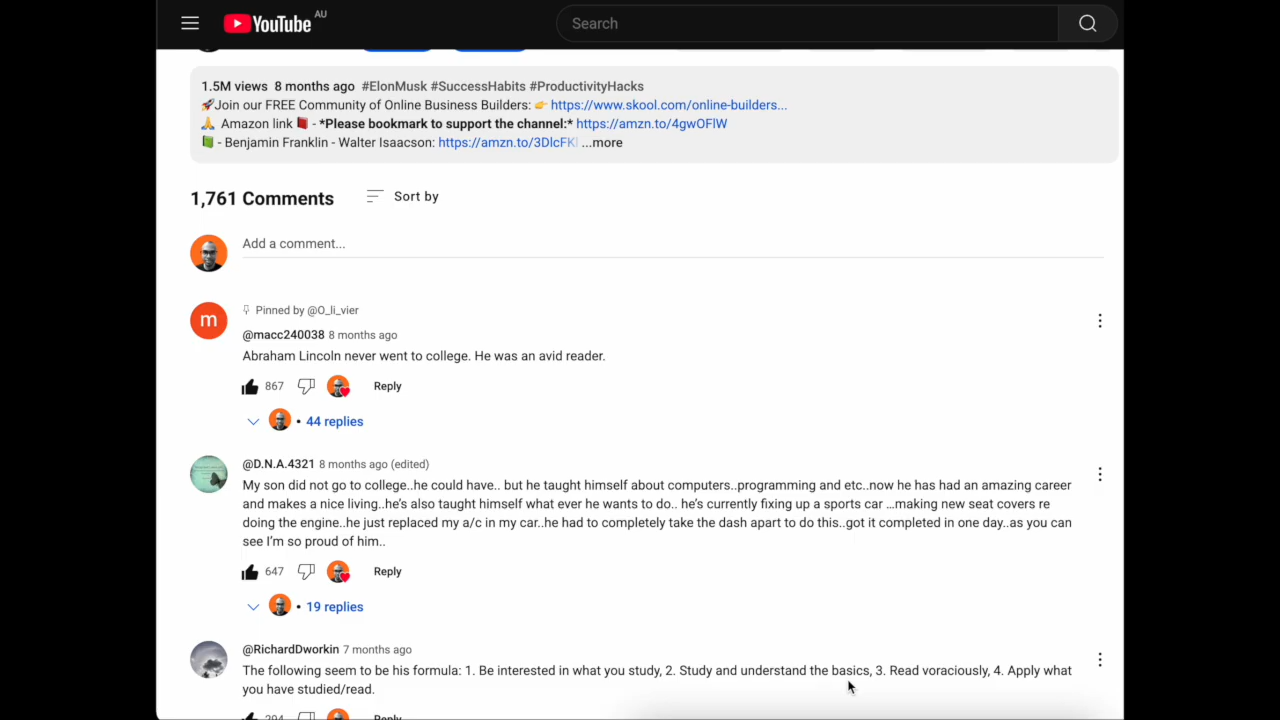 YouTube AU
Search
1.5M views 8 months ago #ElonMusk #SuccessHabits #ProductivityHacks
🚀Join our FREE Community of Online Business Builders: 👉 https://www.skool.com/online-builders...
🙏 Amazon link 📕 - *Please bookmark to support the channel:* https://amzn.to/4gwOFlW
📗 - Benjamin Franklin - Walter Isaacson: https://amzn.to/3DlcFK ...more
1,761 Comments Sort by
Add a comment...
Pinned by @O_li_vier
m
@macc240038 8 months ago
Abraham Lincoln never went to college. He was an avid reader.
867 Reply
• 44 replies
@D.N.A.4321 8 months ago (edited)
My son did not go to college..he could have.. but he taught himself about computers..programming and etc..now he has had an amazing career
and makes a nice living..he's also taught himself what ever he wants to do.. he's currently fixing up a sports car ...making new seat covers re
doing the engine..he just replaced my a/c in my car..he had to completely take the dash apart to do this..got it completed in one day..as you can
see I'm so proud of him..
647 Reply
• 19 replies
@RichardDworkin 7 months ago
The following seem to be his formula: 1. Be interested in what you study, 2. Study and understand the basics, 3. Read voraciously, 4. Apply what
you have studied/read.
294 Reply